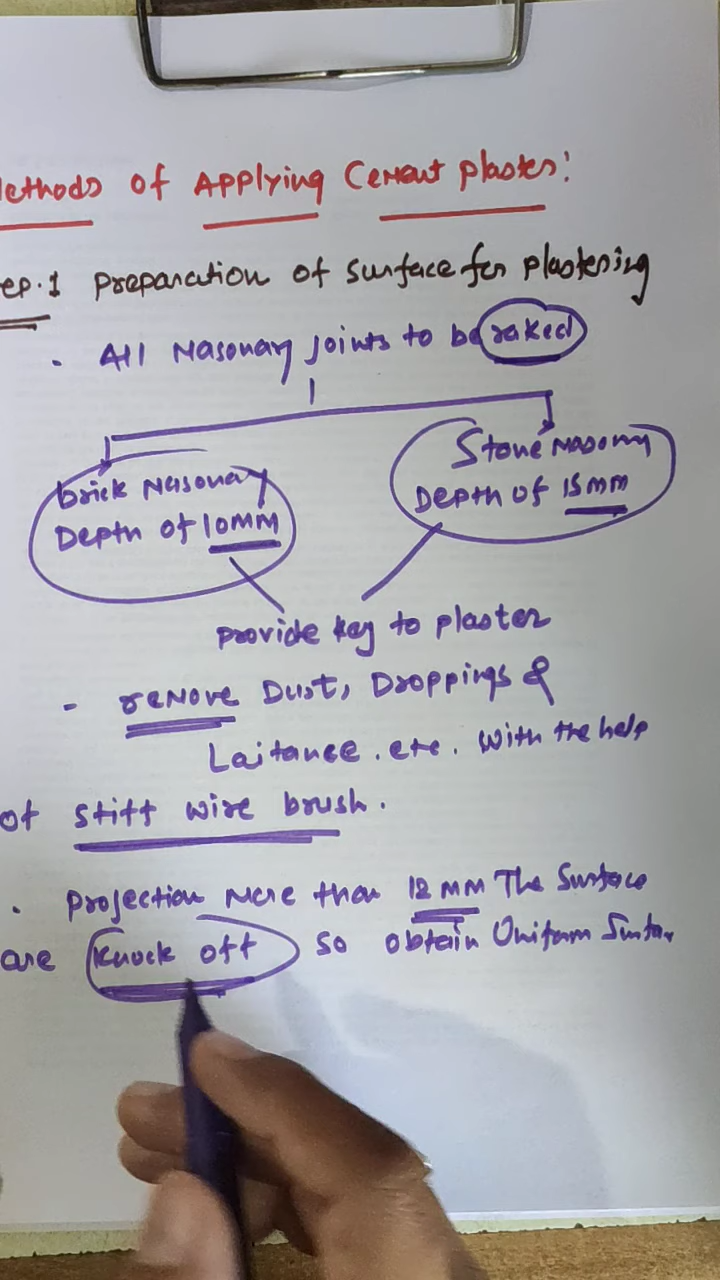 ethods of Applying Cement plaster:
ep.1 preparation of surface for plastering
. All Masonary joints to be raked
brick Masonary
Depth of 10MM
Stone Masonry
Depth of 15MM
provide key to plaster
- remove Dust, Droppings &
Laitance . etc. With the help
of stiff wire brush.
. projection More than 12 MM The Surface
are knock off so obtain Uniform Surfa